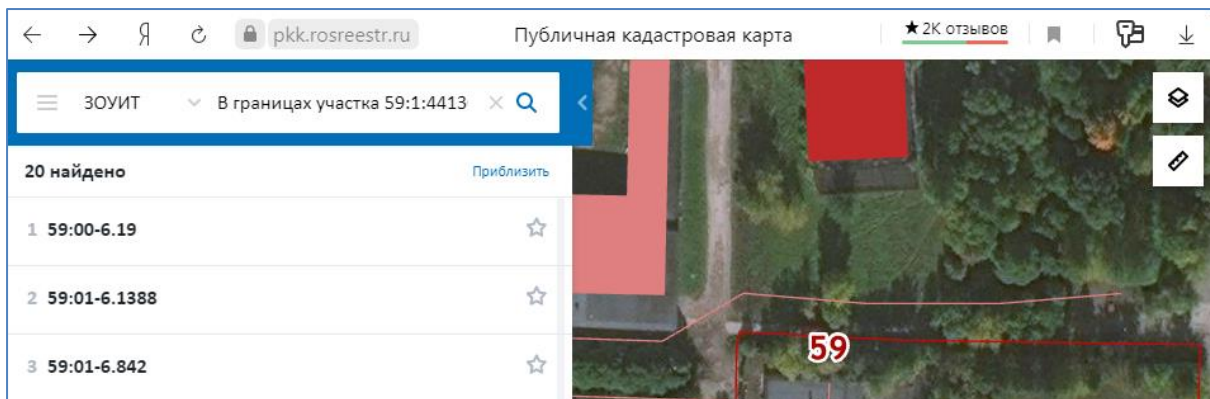 Я pkk.rosreestr.ru Публичная кадастровая карта ★ 2K отзывов
ЗОУИТ В границах участка 59:1:4413
20 найдено Приблизить
1 59:00-6.19
2 59:01-6.1388
3 59:01-6.842
59